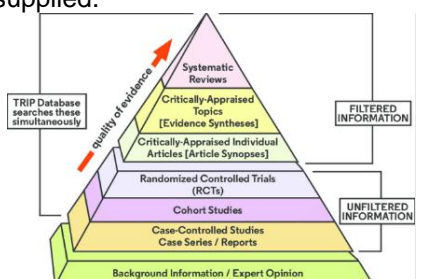 supplied.
Systematic
Reviews
Critically-Appraised
Topics
[Evidence Syntheses]
Critically-Appraised Individual
Articles [Article Synopses]
Randomized Controlled Trials
(RCTs)
Cohort Studies
Case-Controlled Studies
Case Series / Reports
Background Information / Expert Opinion
quality of evidence
TRIP Database
searches these
simultaneously
FILTERED
INFORMATION
UNFILTERED
INFORMATION